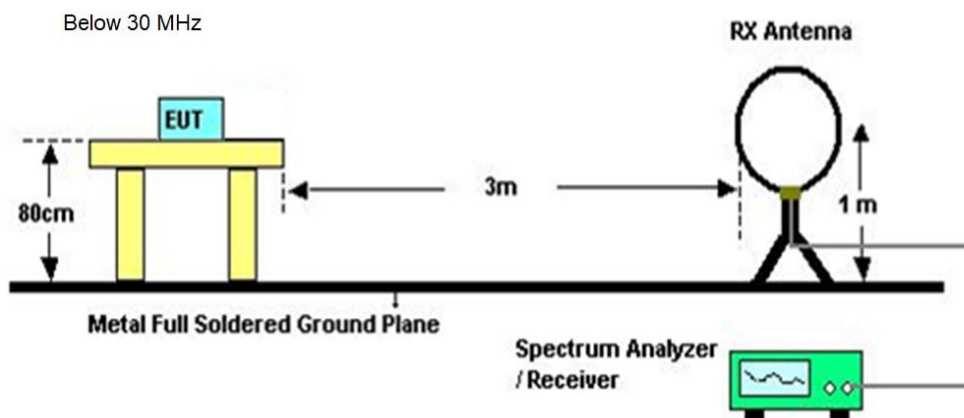 Below 30 MHz
RX Antenna
EUT
80cm
3m
1 m
Metal Full Soldered Ground Plane
Spectrum Analyzer
/ Receiver